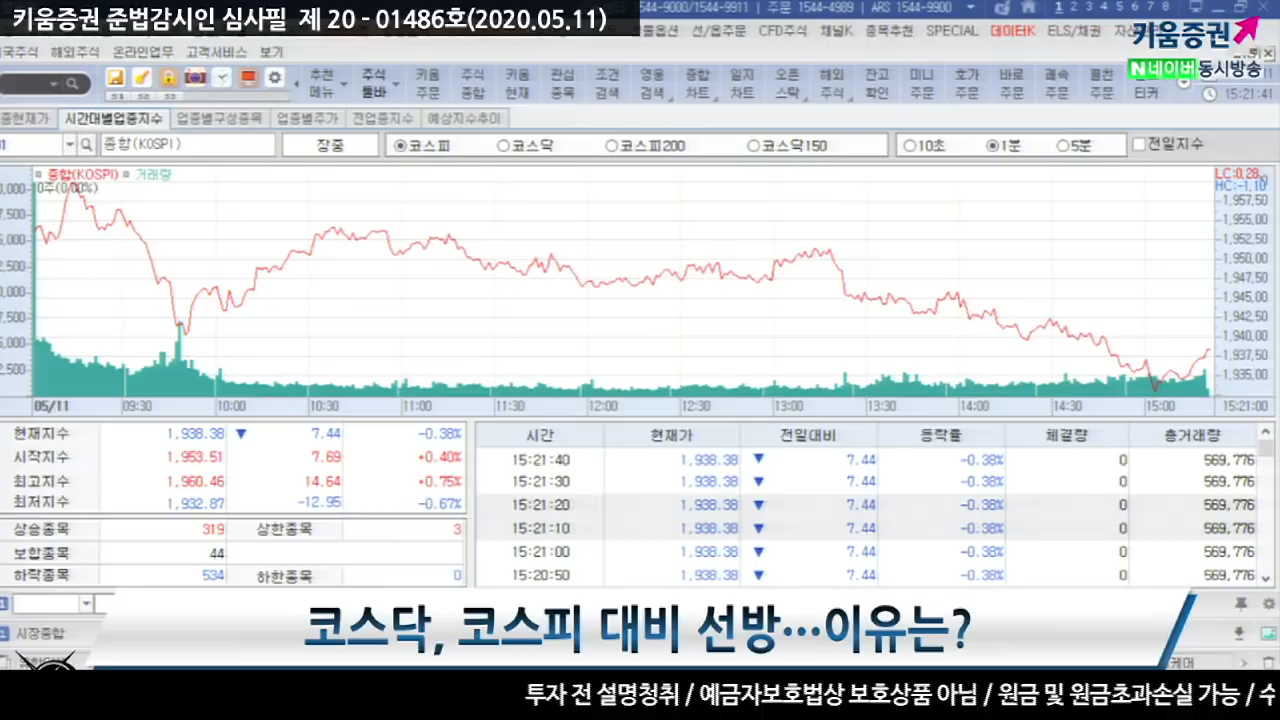 키움증권 준법감시인 심사필 제 20 - 01486호(2020.05.11)
1544-9000/1544-9911 | 주문 1544-4989 | ARS 1544-9900
1 2 3 4 5 6 7 8
키움증권
N 네이버 동시방송
선/옵주문 CFD주식 채널K 종목추천 SPECIAL 데이터K ELS/채권
국주식 해외주식 온라인업무 고객서비스 보기
추천 메뉴 주식 툴바 키움 주문 주식 종합 키움 현재 관심 종목 조건 검색 영웅 검색 종합 차트 일지 차트 오픈 스탁 해외 주식 잔고 확인 미니 주문 호가 주문 바로 주문 쾌속 주문 주문 티커
S1 S2 S3
15:21:41
종현재가 시간대별업종지수 업종별구성종목 업종별주가 전업종지수 예상지수추이
종합(KOSPI) 장중 코스피 코스닥 코스피200 코스닥150 10초 1분 5분 전일지수
종합(KOSPI) 거래량
LC:0,28
HC:-1,10
1,957,50
1,955,00
1,952,50
1,950,00
1,947,50
1,945,00
1,942,50
1,940,00
1,937,50
1,935,00
05/11 09:30 10:00 10:30 11:00 11:30 12:00 12:30 13:00 13:30 14:00 14:30 15:00 15:21:00
현재지수 1,938.38 ▼ 7.44 -0.38%
시작지수 1,953.51 7.69 +0.40%
최고지수 1,960.46 14.64 +0.75%
최저지수 1,932.87 -12.95 -0.67%
상승종목 319 상한종목 3
보합종목 44
하락종목 534 하한종목 0
시간 현재가 전일대비 등락률 체결량 총거래량
15:21:40 1,938.38 ▼ 7.44 -0.38% 0 569,776
15:21:30 1,938.38 ▼ 7.44 -0.38% 0 569,776
15:21:20 1,938.38 ▼ 7.44 -0.38% 0 569,776
15:21:10 1,938.38 ▼ 7.44 -0.38% 0 569,776
15:21:00 1,938.38 ▼ 7.44 -0.38% 0 569,776
15:20:50 1,938.38 ▼ 7.44 -0.38% 0 569,776
코스닥, 코스피 대비 선방…이유는?
1 시장종합
투자 전 설명청취 / 예금자보호법상 보호상품 아님 / 원금 및 원금초과손실 가능 / 수